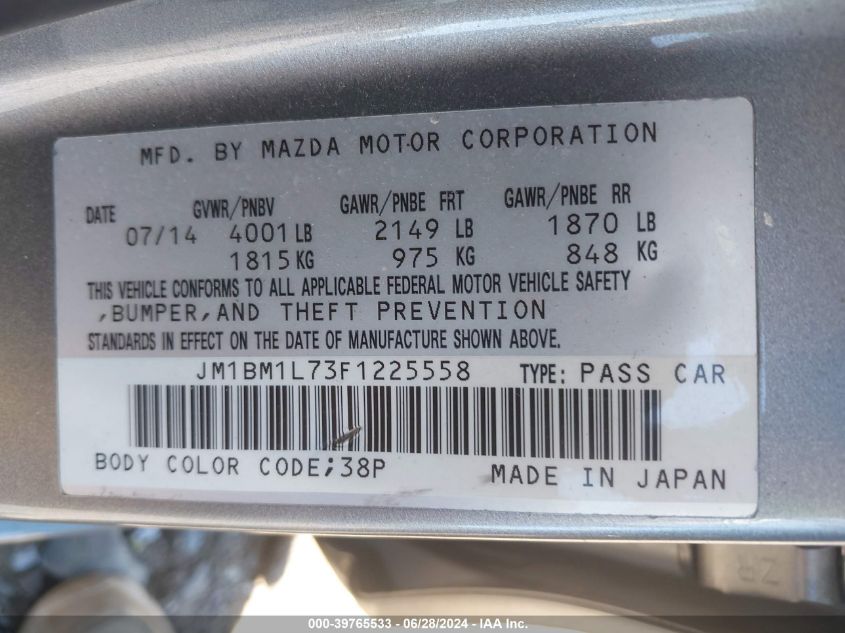 MFD. BY MAZDA MOTOR CORPORATION
DATE GVWR/PNBV GAWR/PNBE FRT GAWR/PNBE RR
07/14 4001 LB 2149 LB 1870 LB
1815 KG 975 KG 848 KG
THIS VEHICLE CONFORMS TO ALL APPLICABLE FEDERAL MOTOR VEHICLE SAFETY
,BUMPER,AND THEFT PREVENTION
STANDARDS IN EFFECT ON THE DATE OF MANUFACTURE SHOWN ABOVE.
JM1BM1L73F1225558 TYPE: PASS CAR
BODY COLOR CODE;38P
MADE IN JAPAN
ZR
000-39765533 - 06/28/2024 - IAA Inc.